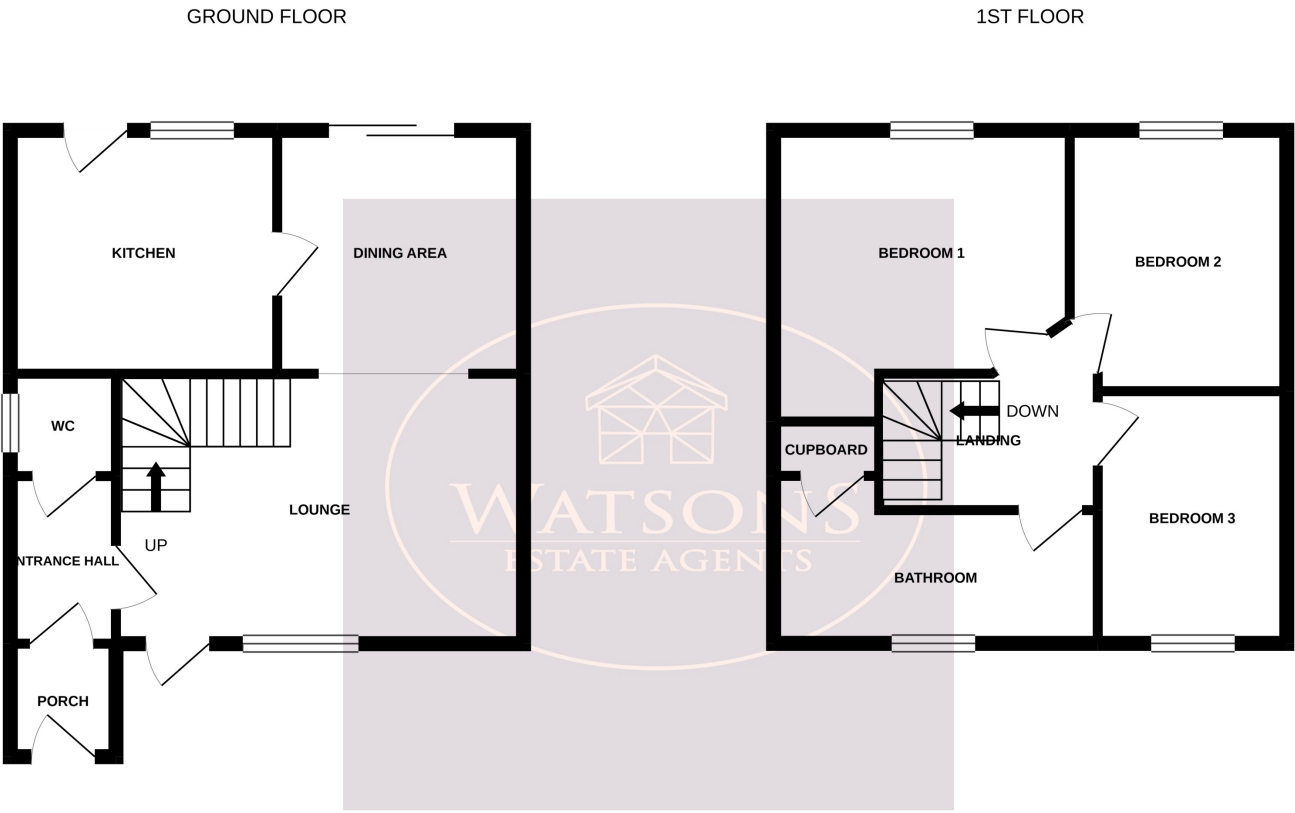 GROUND FLOOR
1ST FLOOR
KITCHEN
DINING AREA
WC
UP
LOUNGE
NTRANCE HALL
PORCH
BEDROOM 1
BEDROOM 2
DOWN
LANDING
CUPBOARD
BEDROOM 3
BATHROOM
WATSONS
ESTATE AGENTS